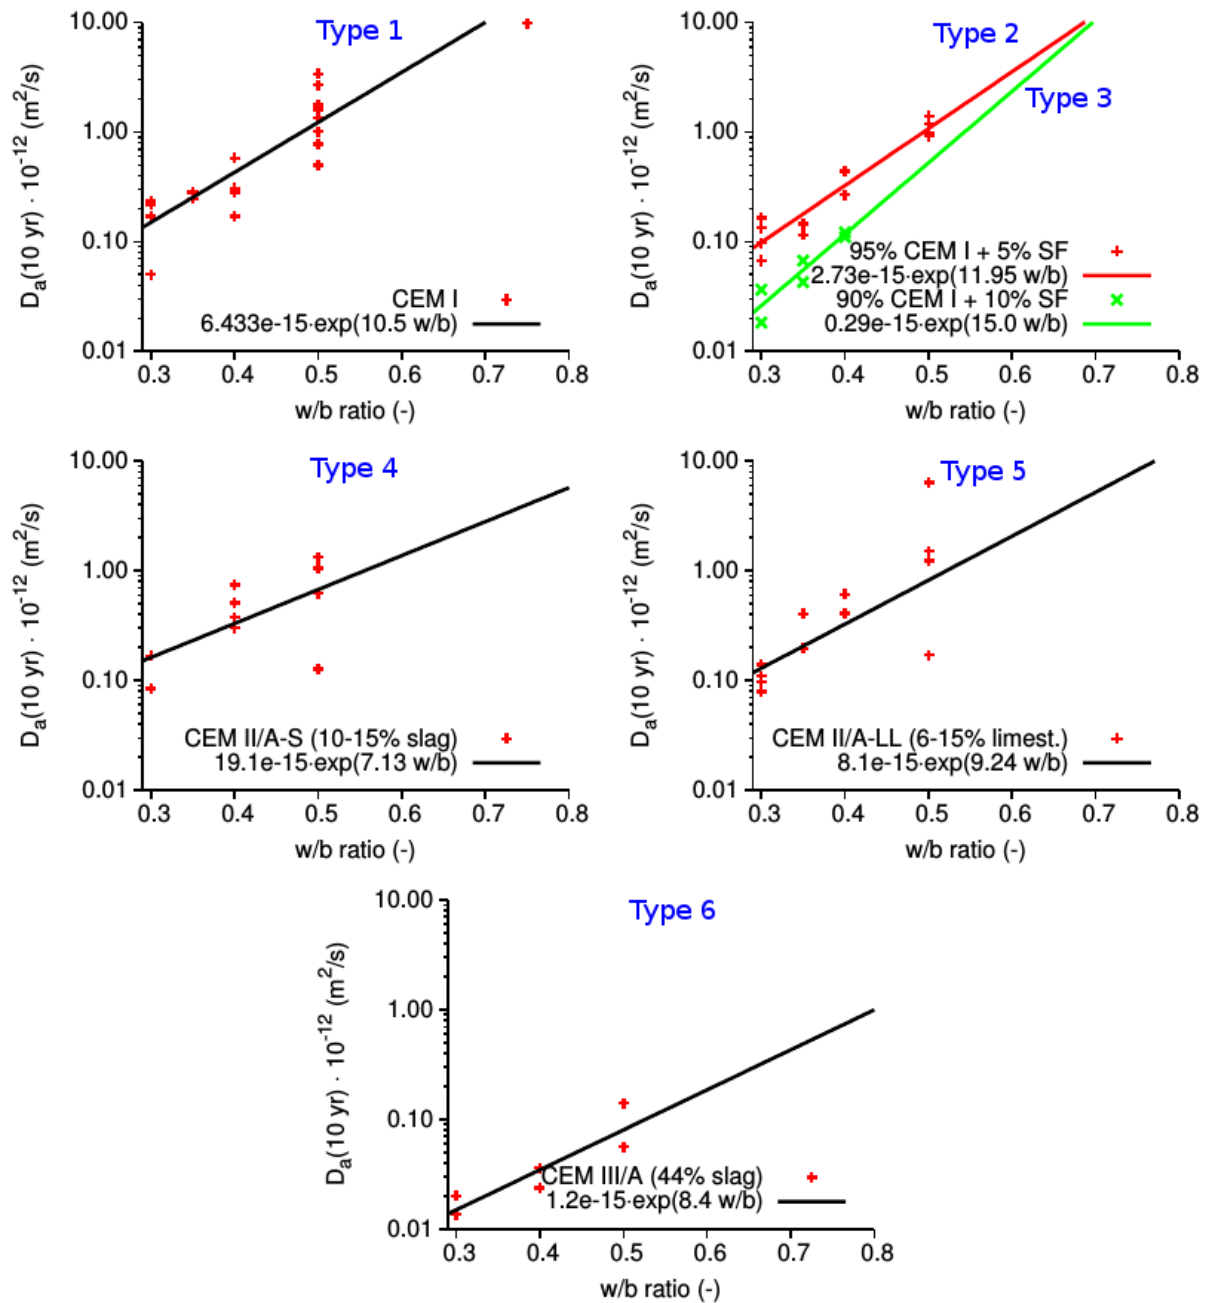 Type 1
10.00
1.00
0.10
0.01
Dₐ(10 yr) · 10⁻¹² (m²/s)
CEM I
6.433e-15·exp(10.5 w/b)
0.3 0.4 0.5 0.6 0.7 0.8
w/b ratio (-)
Type 2
Type 3
10.00
1.00
0.10
0.01
Dₐ(10 yr) · 10⁻¹² (m²/s)
95% CEM I + 5% SF
2.73e-15·exp(11.95 w/b)
90% CEM I + 10% SF
0.29e-15·exp(15.0 w/b)
0.3 0.4 0.5 0.6 0.7 0.8
w/b ratio (-)
Type 4
10.00
1.00
0.10
0.01
Dₐ(10 yr) · 10⁻¹² (m²/s)
CEM II/A-S (10-15% slag)
19.1e-15·exp(7.13 w/b)
0.3 0.4 0.5 0.6 0.7 0.8
w/b ratio (-)
Type 5
10.00
1.00
0.10
0.01
Dₐ(10 yr) · 10⁻¹² (m²/s)
CEM II/A-LL (6-15% limest.)
8.1e-15·exp(9.24 w/b)
0.3 0.4 0.5 0.6 0.7 0.8
w/b ratio (-)
Type 6
10.00
1.00
0.10
0.01
Dₐ(10 yr) · 10⁻¹² (m²/s)
CEM III/A (44% slag)
1.2e-15·exp(8.4 w/b)
0.3 0.4 0.5 0.6 0.7 0.8
w/b ratio (-)